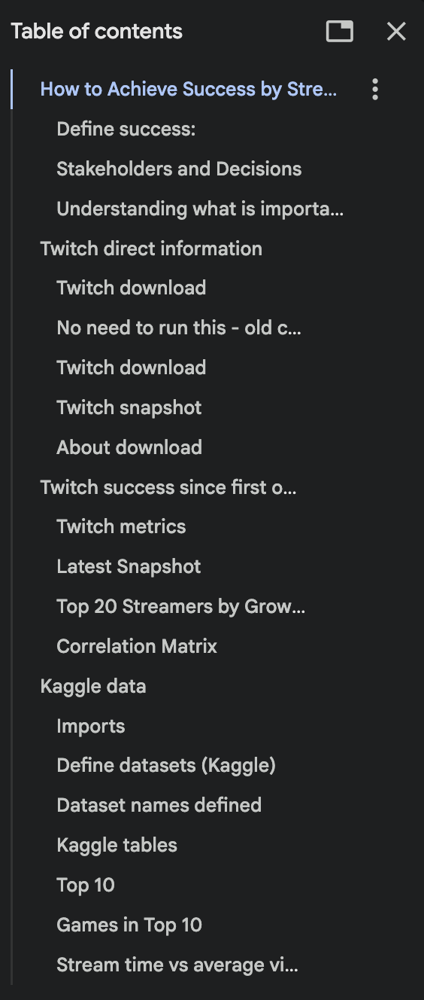 Table of contents
How to Achieve Success by Stre...
Define success:
Stakeholders and Decisions
Understanding what is importa...
Twitch direct information
Twitch download
No need to run this - old c...
Twitch download
Twitch snapshot
About download
Twitch success since first o...
Twitch metrics
Latest Snapshot
Top 20 Streamers by Grow...
Correlation Matrix
Kaggle data
Imports
Define datasets (Kaggle)
Dataset names defined
Kaggle tables
Top 10
Games in Top 10
Stream time vs average vi...